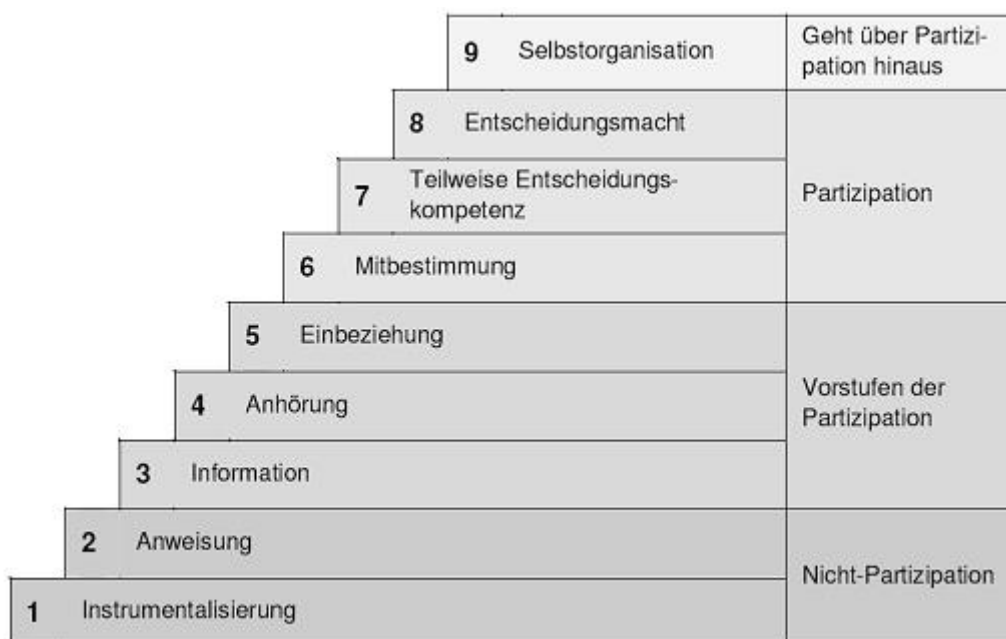 9 Selbstorganisation
Geht über Partizi-
pation hinaus
8 Entscheidungsmacht
7 Teilweise Entscheidungs-
kompetenz
Partizipation
6 Mitbestimmung
5 Einbeziehung
4 Anhörung
Vorstufen der
Partizipation
3 Information
2 Anweisung
Nicht-Partizipation
1 Instrumentalisierung